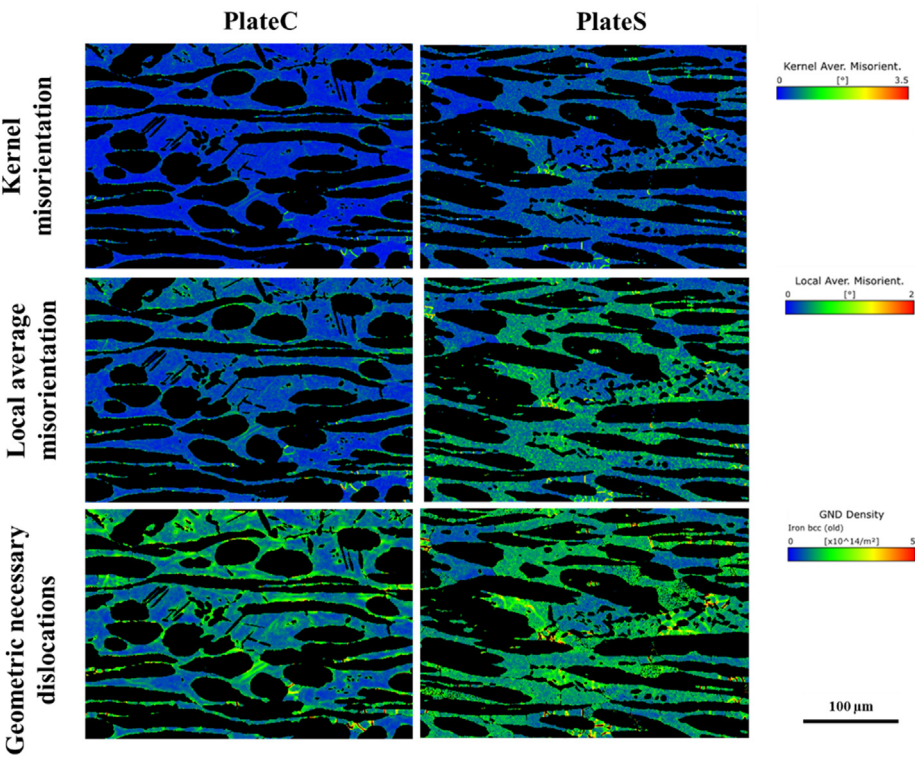 PlateC PlateS
Kernel
misorientation
Kernel Aver. Misorient.
0 [°] 3.5
Local average
misorientation
Local Aver. Misorient.
0 [°] 2
Geometric necessary
dislocations
GND Density
Iron bcc (old)
0 [x10^14/m²] 5
100 µm